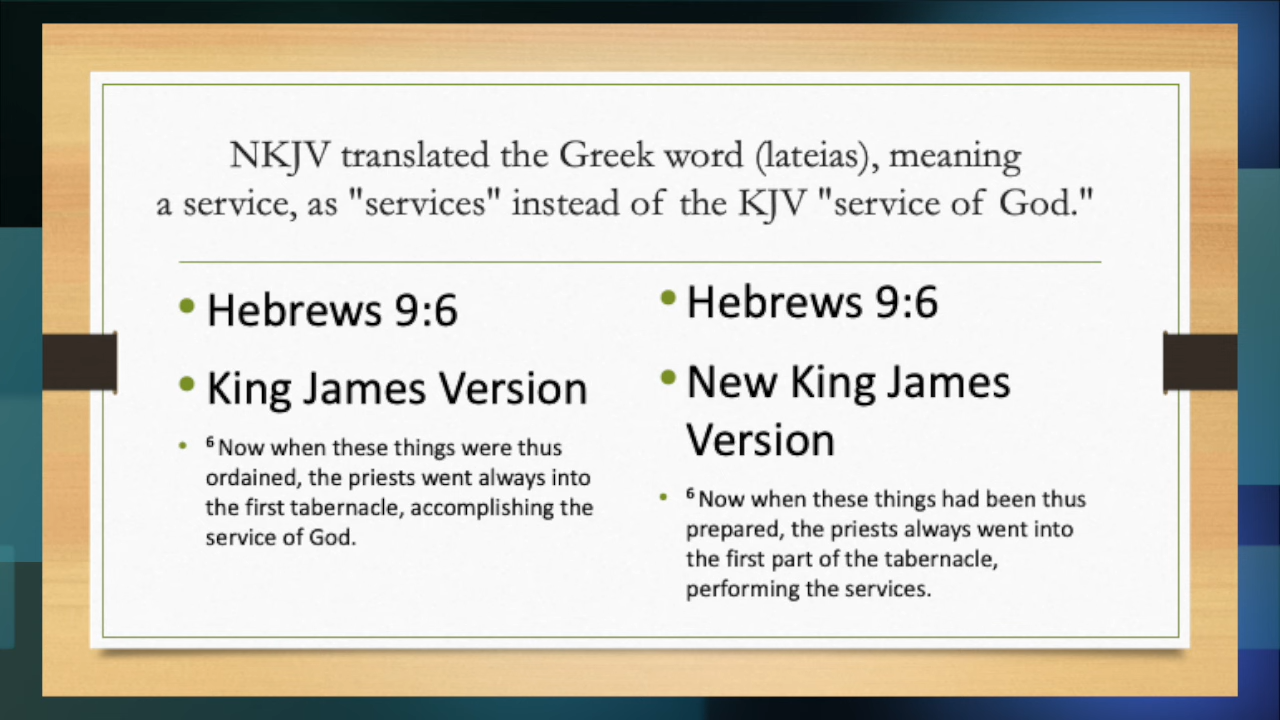 NKJV translated the Greek word (lateias), meaning
a service, as "services" instead of the KJV "service of God."
• Hebrews 9:6
• King James Version
• 6 Now when these things were thus
ordained, the priests went always into
the first tabernacle, accomplishing the
service of God.
• Hebrews 9:6
• New King James
Version
• 6 Now when these things had been thus
prepared, the priests always went into
the first part of the tabernacle,
performing the services.